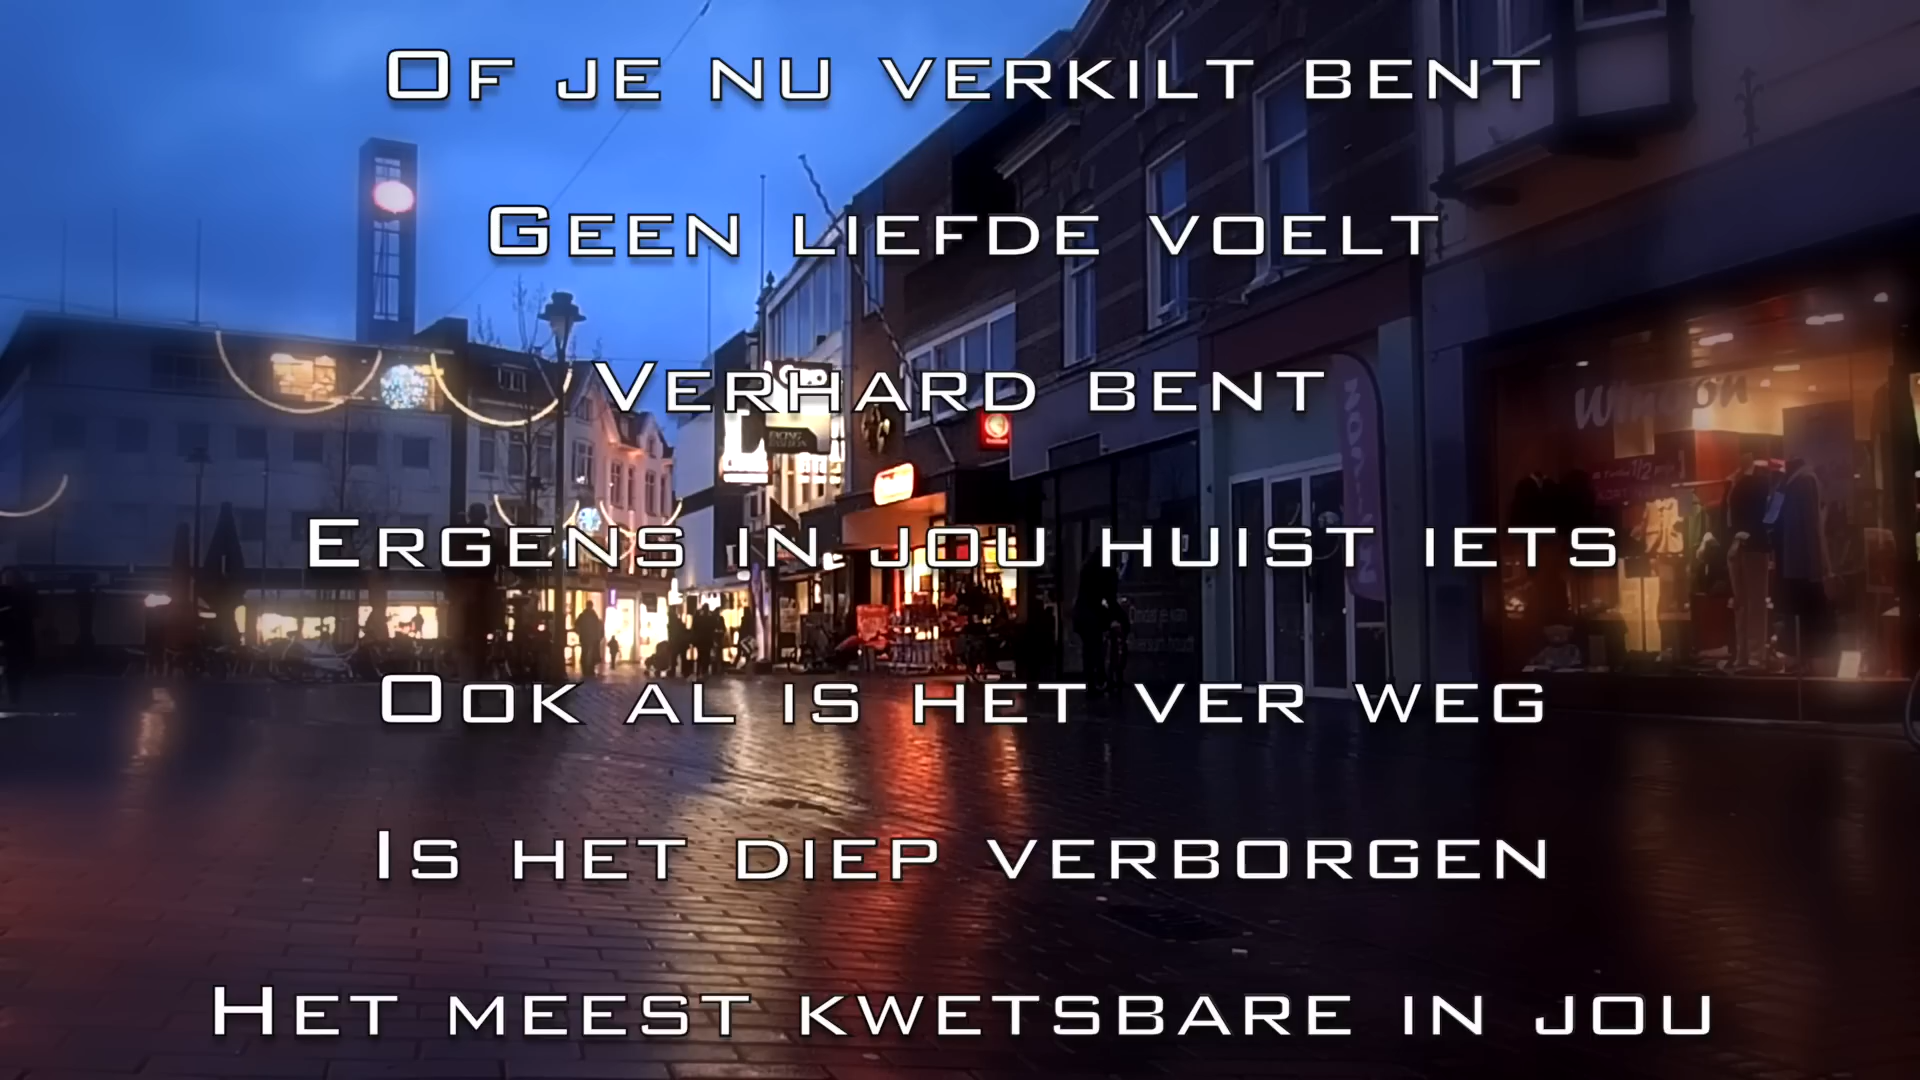 Of je nu verkilt bent
Geen liefde voelt
Verhard bent
Ergens in jou huist iets
Ook al is het ver weg
Is het diep verborgen
Het meest kwetsbare in jou